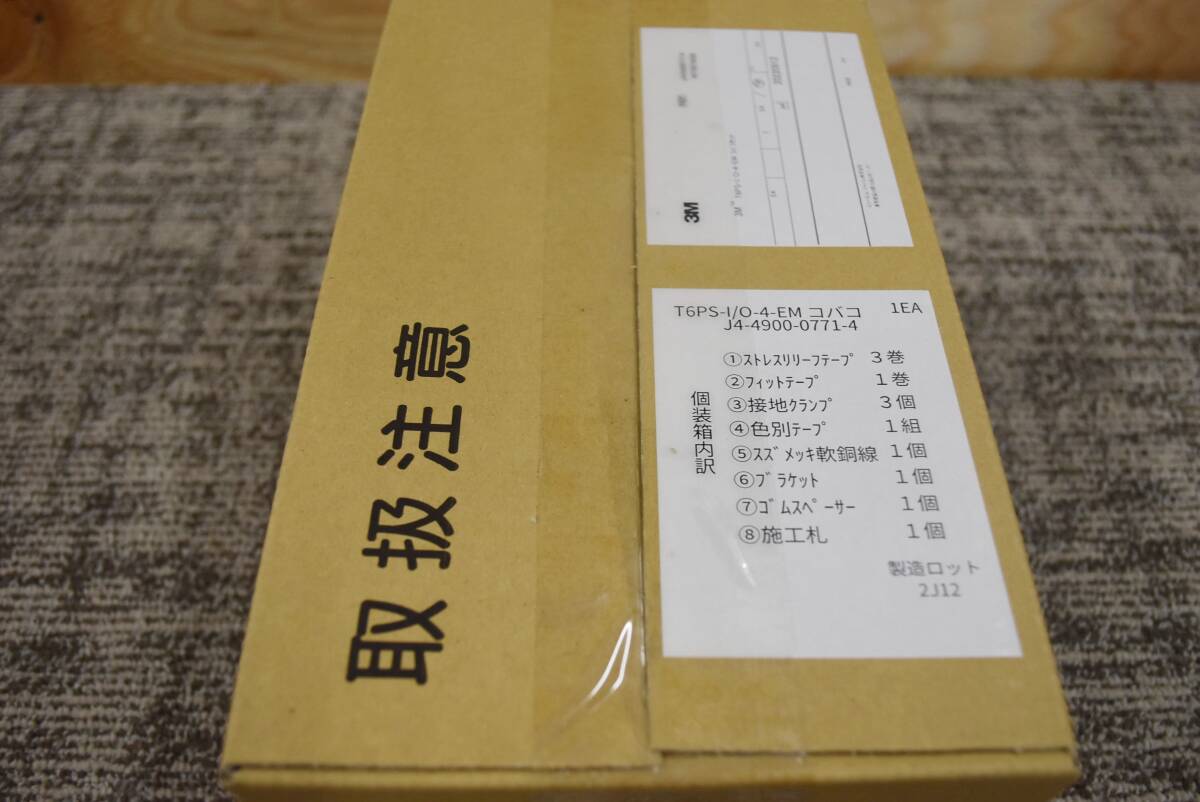 取扱注意
3M
T6PS-I/O-4-EM コバコ 1EA
J4-4900-0771-4
個装箱内訳
①ストレスリリーフテープ 3巻
②フィットテープ 1巻
③接地クランプ 3個
④色別テープ 1組
⑤スズメッキ軟銅線 1個
⑥ブラケット 1個
⑦ゴムスペーサー 1個
⑧施工札 1個
製造ロット
2J12